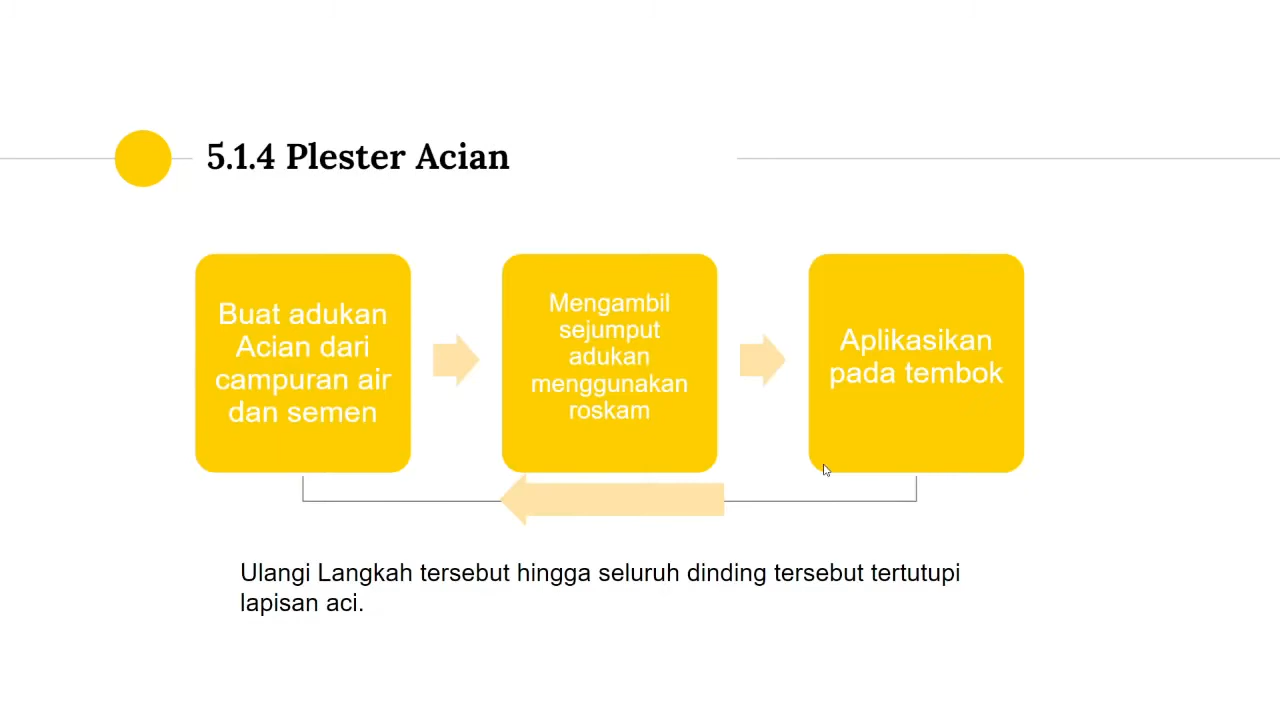 5.1.4 Plester Acian
Buat adukan
Acian dari
campuran air
dan semen
Mengambil
sejumput
adukan
menggunakan
roskam
Aplikasikan
pada tembok
Ulangi Langkah tersebut hingga seluruh dinding tersebut tertutupi
lapisan aci.